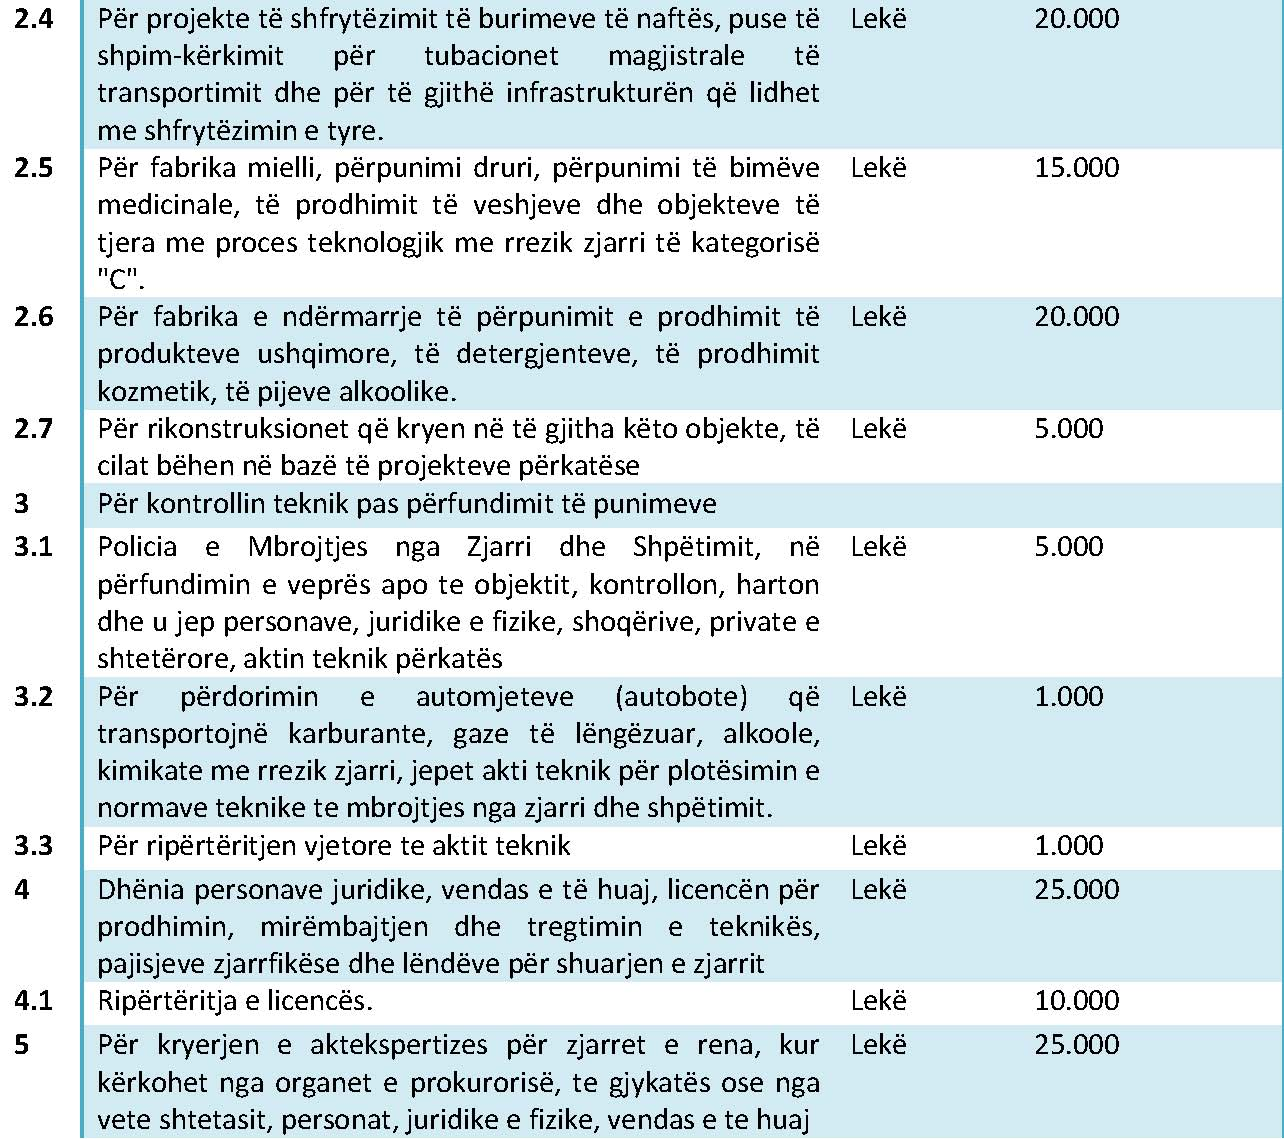 2.4 Për projekte të shfrytëzimit të burimeve të naftës, puse të Lekë 20.000
shpim-kërkimit për tubacionet magjistrale të
transportimit dhe për të gjithë infrastrukturën që lidhet
me shfrytëzimin e tyre.
2.5 Për fabrika mielli, përpunimi druri, përpunimi të bimëve Lekë 15.000
medicinale, të prodhimit të veshjeve dhe objekteve të
tjera me proces teknologjik me rrezik zjarri të kategorisë
"C".
2.6 Për fabrika e ndërmarrje të përpunimit e prodhimit të Lekë 20.000
produkteve ushqimore, të detergjenteve, të prodhimit
kozmetik, të pijeve alkoolike.
2.7 Për rikonstruksionet që kryen në të gjitha këto objekte, të Lekë 5.000
cilat bëhen në bazë të projekteve përkatëse
3 Për kontrollin teknik pas përfundimit të punimeve
3.1 Policia e Mbrojtjes nga Zjarri dhe Shpëtimit, në Lekë 5.000
përfundimin e veprës apo te objektit, kontrollon, harton
dhe u jep personave, juridike e fizike, shoqërive, private e
shtetërore, aktin teknik përkatës
3.2 Për përdorimin e automjeteve (autobote) që Lekë 1.000
transportojnë karburante, gaze të lëngëzuar, alkoole,
kimikate me rrezik zjarri, jepet akti teknik për plotësimin e
normave teknike te mbrojtjes nga zjarri dhe shpëtimit.
3.3 Për ripërtëritjen vjetore te aktit teknik Lekë 1.000
4 Dhënia personave juridike, vendas e të huaj, licencën për Lekë 25.000
prodhimin, mirëmbajtjen dhe tregtimin e teknikës,
pajisjeve zjarrfikëse dhe lëndëve për shuarjen e zjarrit
4.1 Ripërtëritja e licencës. Lekë 10.000
5 Për kryerjen e aktekspertizes për zjarret e rena, kur Lekë 25.000
kërkohet nga organet e prokurorisë, te gjykatës ose nga
vete shtetasit, personat, juridike e fizike, vendas e te huaj